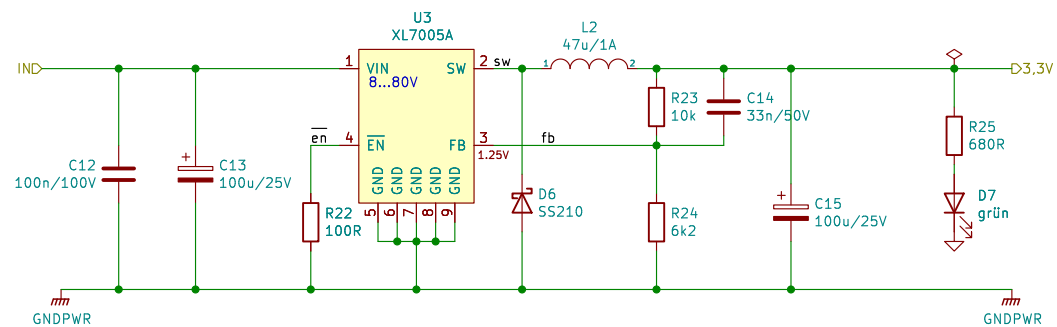 U3
XL7005A
L2
47u/1A
IN
1
VIN
SW
2
sw
1
2
3,3V
8...80V
R23
10k
C14
33n/50V
en
4
EN
FB
3
fb
1.25V
R25
680R
C12
100n/100V
C13
100u/25V
GND
GND
GND
GND
GND
5
6
7
8
9
R22
100R
D6
SS210
R24
6k2
C15
100u/25V
D7
grün
GNDPWR
GNDPWR